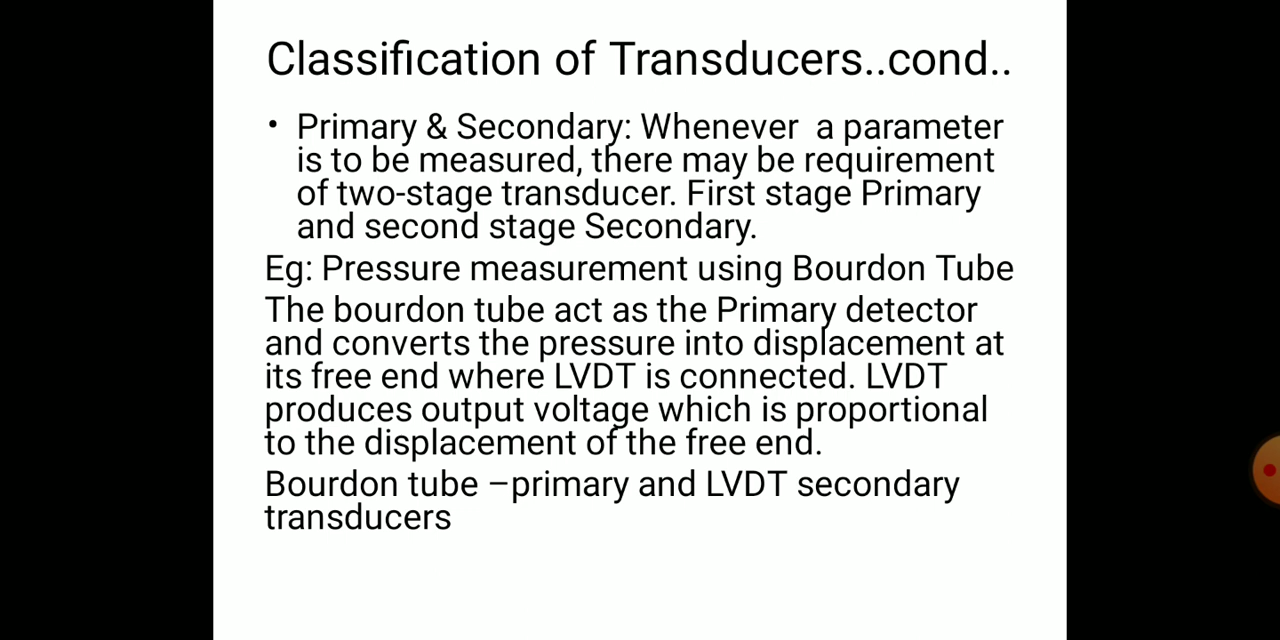 Classification of Transducers..cond..
• Primary & Secondary: Whenever a parameter
is to be measured, there may be requirement
of two-stage transducer. First stage Primary
and second stage Secondary.
Eg: Pressure measurement using Bourdon Tube
The bourdon tube act as the Primary detector
and converts the pressure into displacement at
its free end where LVDT is connected. LVDT
produces output voltage which is proportional
to the displacement of the free end.
Bourdon tube –primary and LVDT secondary
transducers